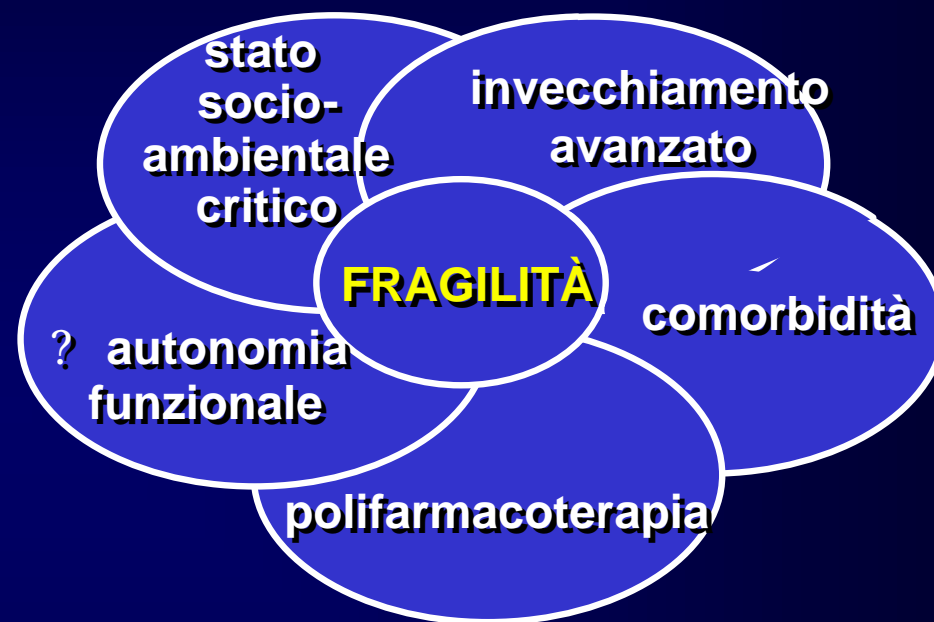 stato
socio-
ambientale
critico
invecchiamento
avanzato
FRAGILITÀ
comorbidità
? autonomia
funzionale
polifarmacoterapia